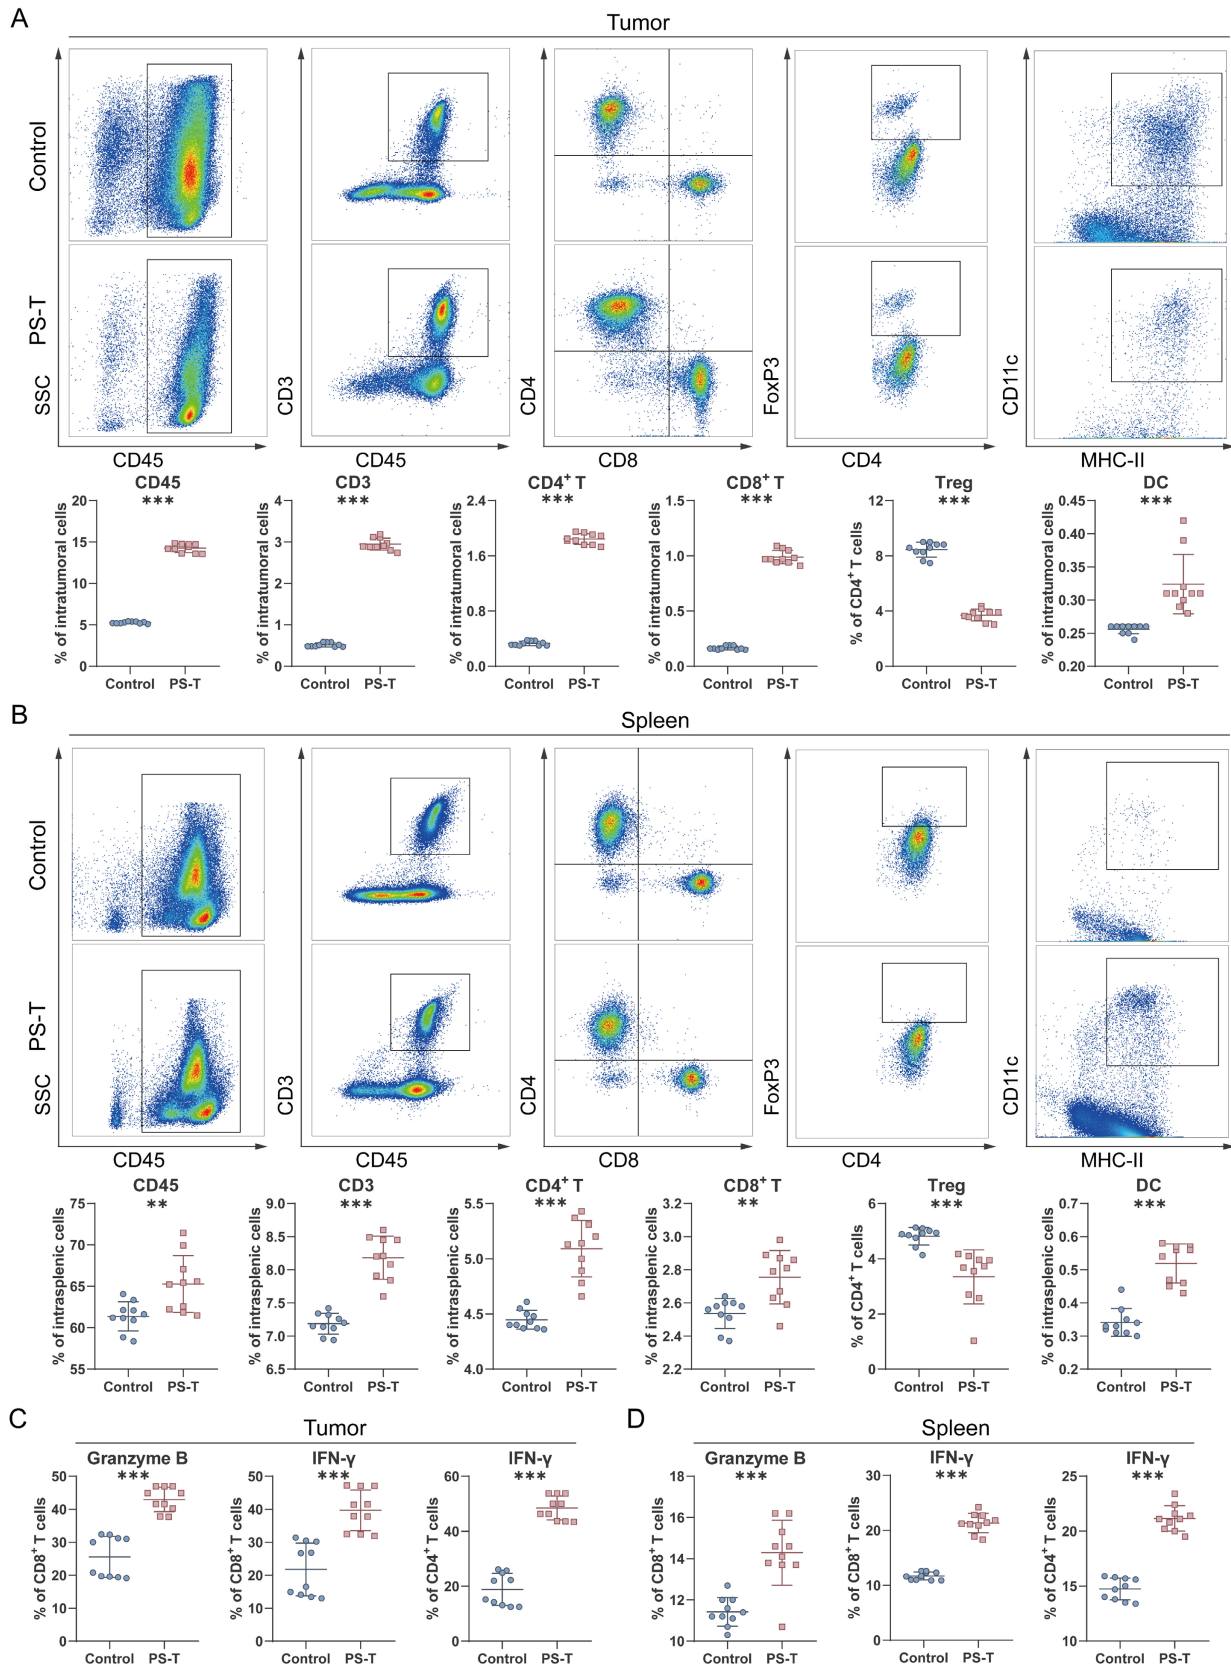 A
Tumor
Control
PS-T
SSC
CD3
CD4
FoxP3
CD11c
CD45
CD45
CD8
CD4
MHC-II
CD45
***
% of intratumoral cells
20
15
10
5
0
Control
PS-T
CD3
***
% of intratumoral cells
4
3
2
1
0
Control
PS-T
CD4⁺ T
***
% of intratumoral cells
2.4
1.6
0.8
0.0
Control
PS-T
CD8⁺ T
***
% of intratumoral cells
1.5
1.0
0.5
0.0
Control
PS-T
Treg
***
% of CD4⁺ T cells
12
8
4
0
Control
PS-T
DC
***
% of intratumoral cells
0.45
0.40
0.35
0.30
0.25
0.20
Control
PS-T
B
Spleen
Control
PS-T
SSC
CD3
CD4
FoxP3
CD11c
CD45
CD45
CD8
CD4
MHC-II
CD45
**
% of intrasplenic cells
75
70
65
60
55
Control
PS-T
CD3
***
% of intrasplenic cells
9.0
8.5
8.0
7.5
7.0
6.5
Control
PS-T
CD4⁺ T
***
% of intrasplenic cells
5.5
5.0
4.5
4.0
Control
PS-T
CD8⁺ T
**
% of intrasplenic cells
3.2
3.0
2.8
2.6
2.4
2.2
Control
PS-T
Treg
***
% of CD4⁺ T cells
6
4
2
0
Control
PS-T
DC
***
% of intrasplenic cells
0.7
0.6
0.5
0.4
0.3
0.2
Control
PS-T
C
Tumor
Granzyme B
***
% of CD8⁺ T cells
50
40
30
20
10
0
Control
PS-T
IFN-γ
***
% of CD8⁺ T cells
50
40
30
20
10
0
Control
PS-T
IFN-γ
***
% of CD4⁺ T cells
60
40
20
0
Control
PS-T
D
Spleen
Granzyme B
***
% of CD8⁺ T cells
18
16
14
12
10
Control
PS-T
IFN-γ
***
% of CD8⁺ T cells
30
20
10
0
Control
PS-T
IFN-γ
***
% of CD4⁺ T cells
25
20
15
10
Control
PS-T